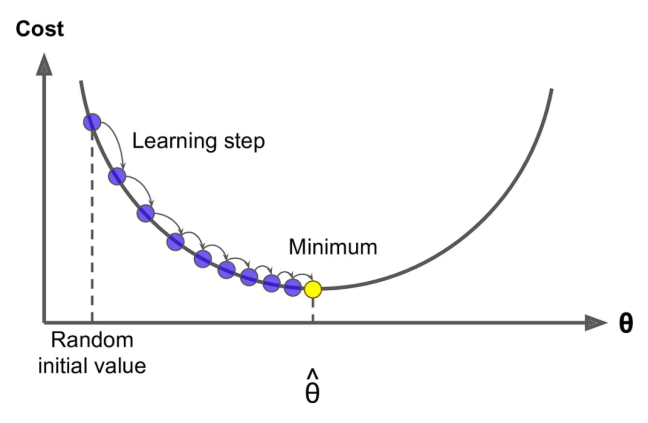 Cost
Learning step
Minimum
θ
Random
initial value
θ̂